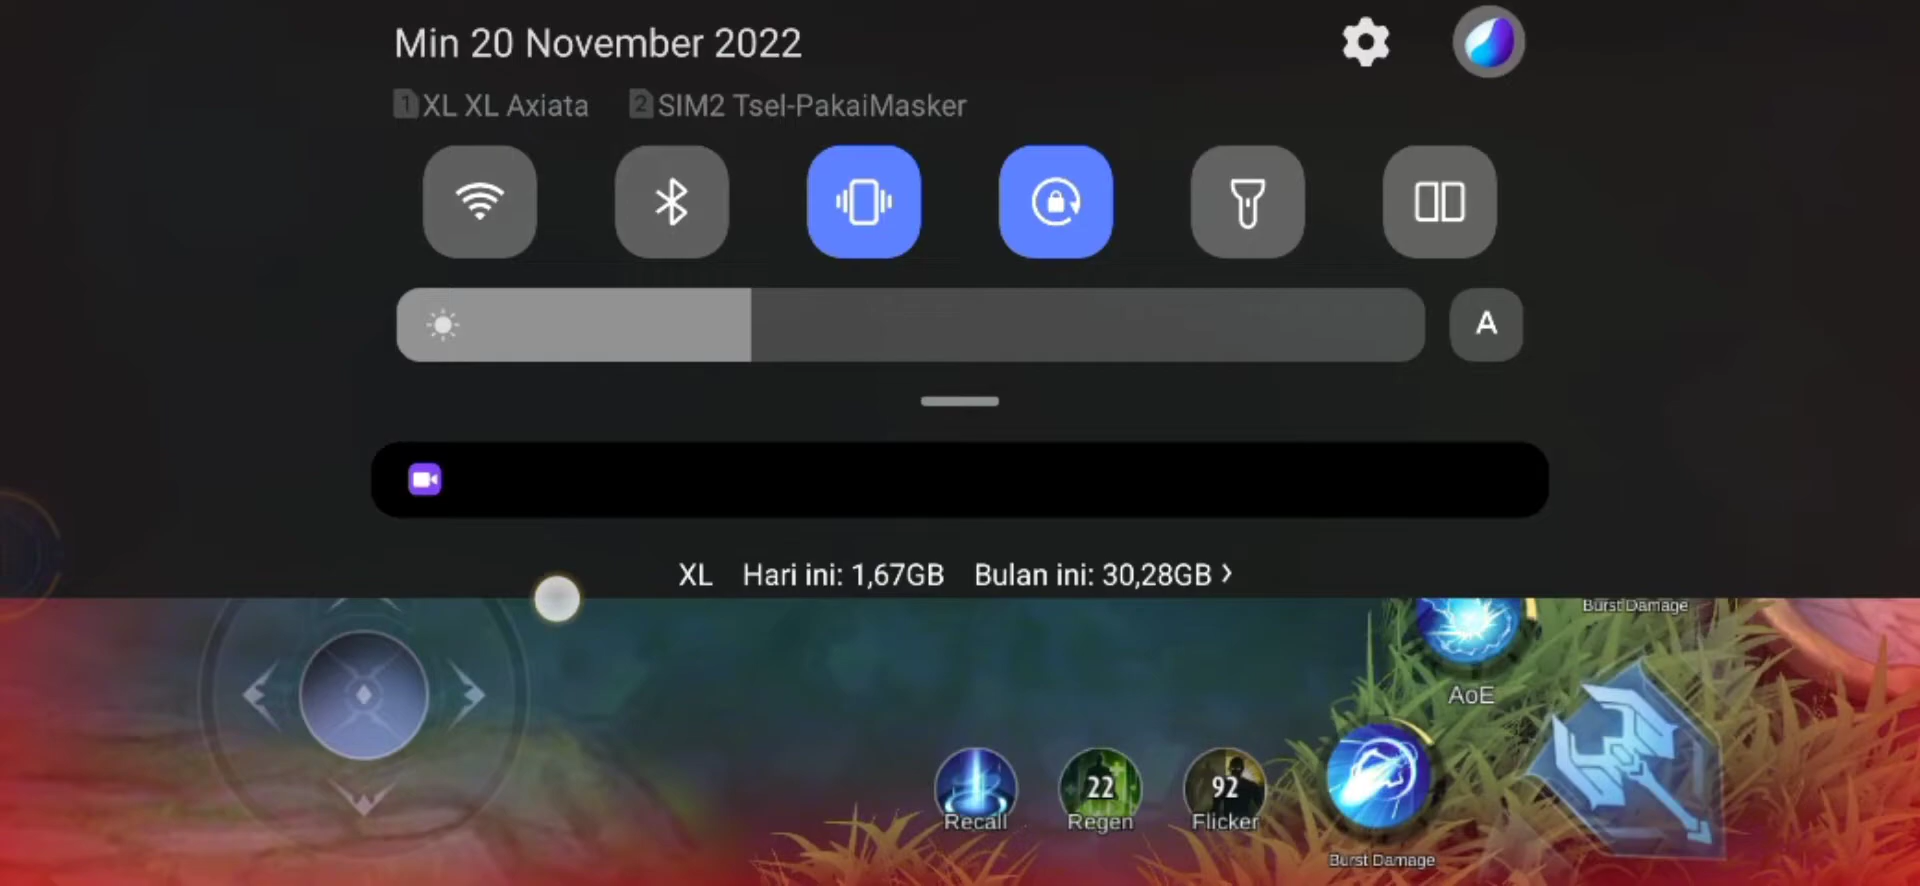 Min 20 November 2022
1 XL XL Axiata 2 SIM2 Tsel-PakaiMasker
A
XL Hari ini: 1,67GB Bulan ini: 30,28GB
Burst Damage
AoE
22
92
Recall Regen Flicker
Burst Damage